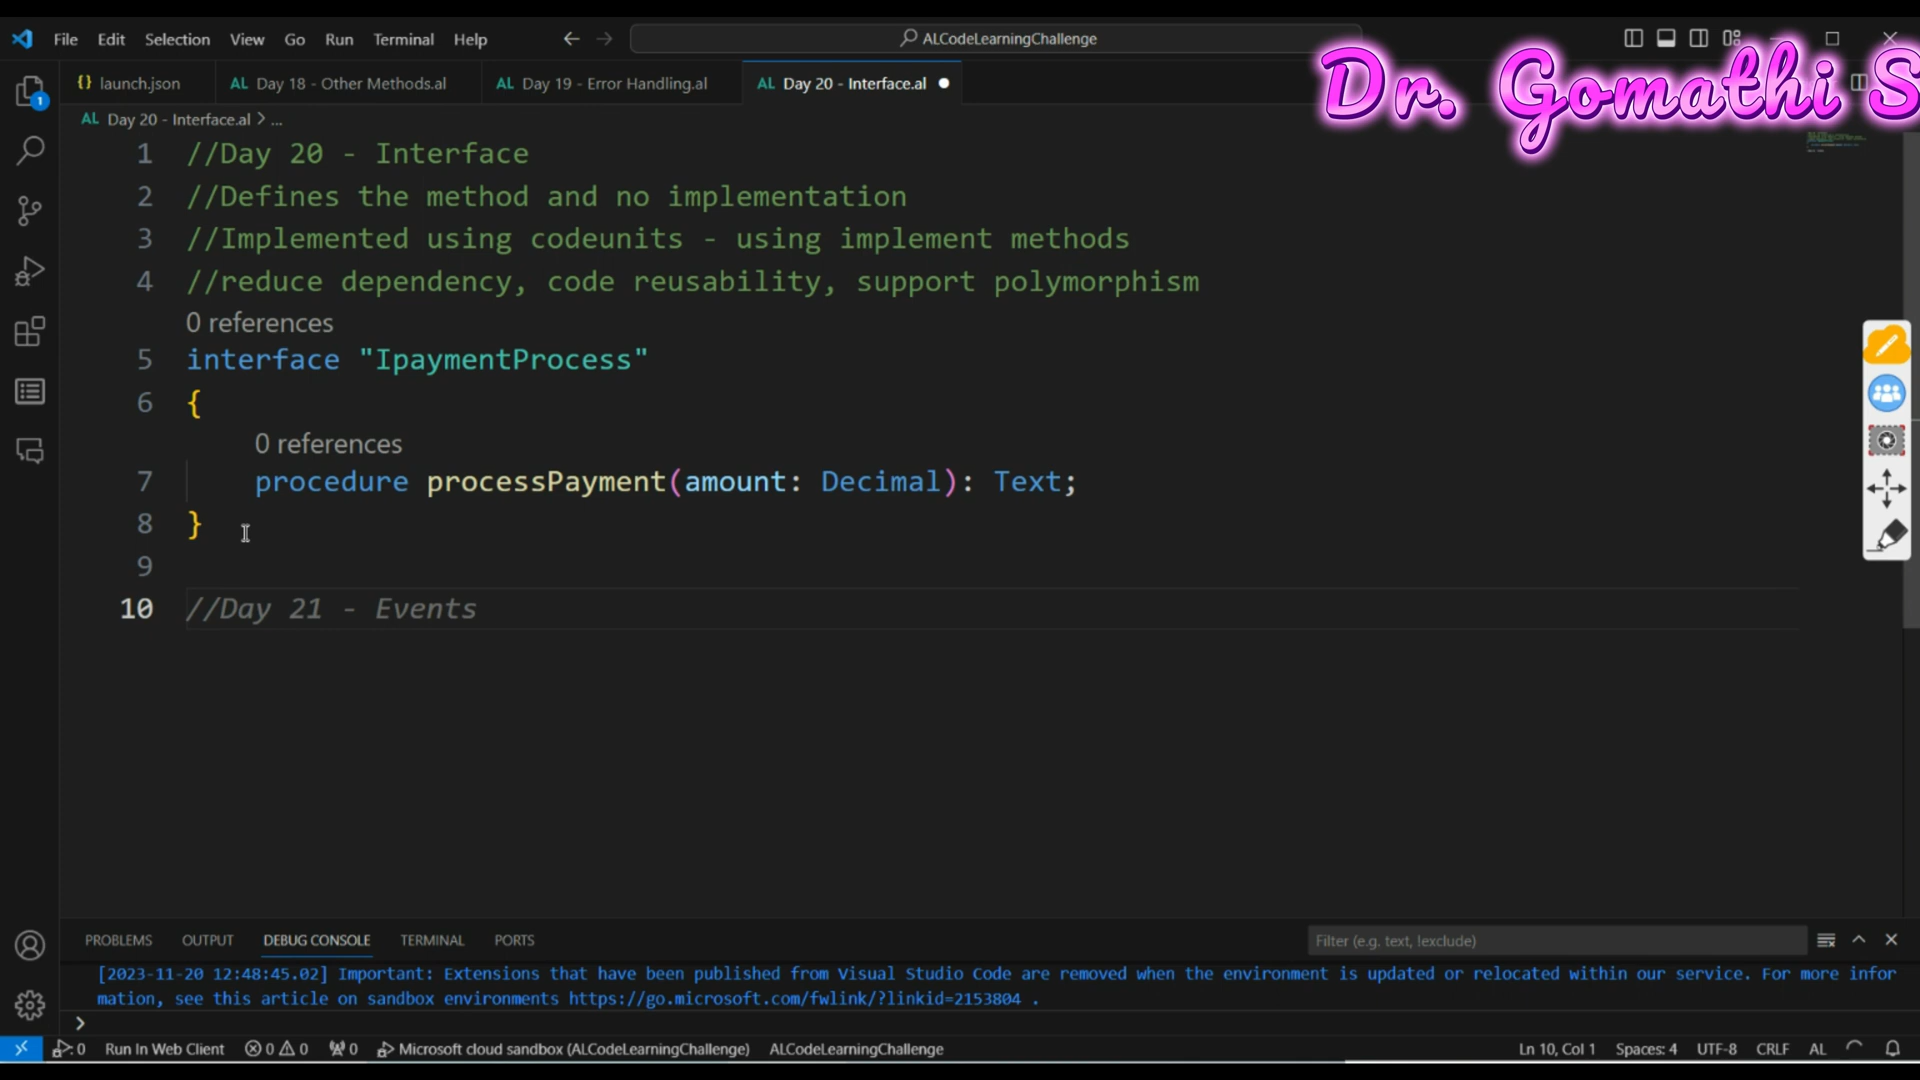 File Edit Selection View Go Run Terminal Help
ALCodeLearningChallenge
Dr. Gomathi S
{} launch.json
AL Day 18 - Other Methods.al
AL Day 19 - Error Handling.al
AL Day 20 - Interface.al
1
AL Day 20 - Interface.al > ...
1 //Day 20 - Interface
2 //Defines the method and no implementation
3 //Implemented using codeunits - using implement methods
4 //reduce dependency, code reusability, support polymorphism
0 references
5 interface "IpaymentProcess"
6 {
0 references
7 procedure processPayment(amount: Decimal): Text;
8 }
9
10 //Day 21 - Events
PROBLEMS OUTPUT DEBUG CONSOLE TERMINAL PORTS
Filter (e.g. text, !exclude)
[2023-11-20 12:48:45.02] Important: Extensions that have been published from Visual Studio Code are removed when the environment is updated or relocated within our service. For more infor
mation, see this article on sandbox environments https://go.microsoft.com/fwlink/?linkid=2153804 .
>
0 Run In Web Client 0 0 0 Microsoft cloud sandbox (ALCodeLearningChallenge) ALCodeLearningChallenge Ln 10, Col 1 Spaces: 4 UTF-8 CRLF AL